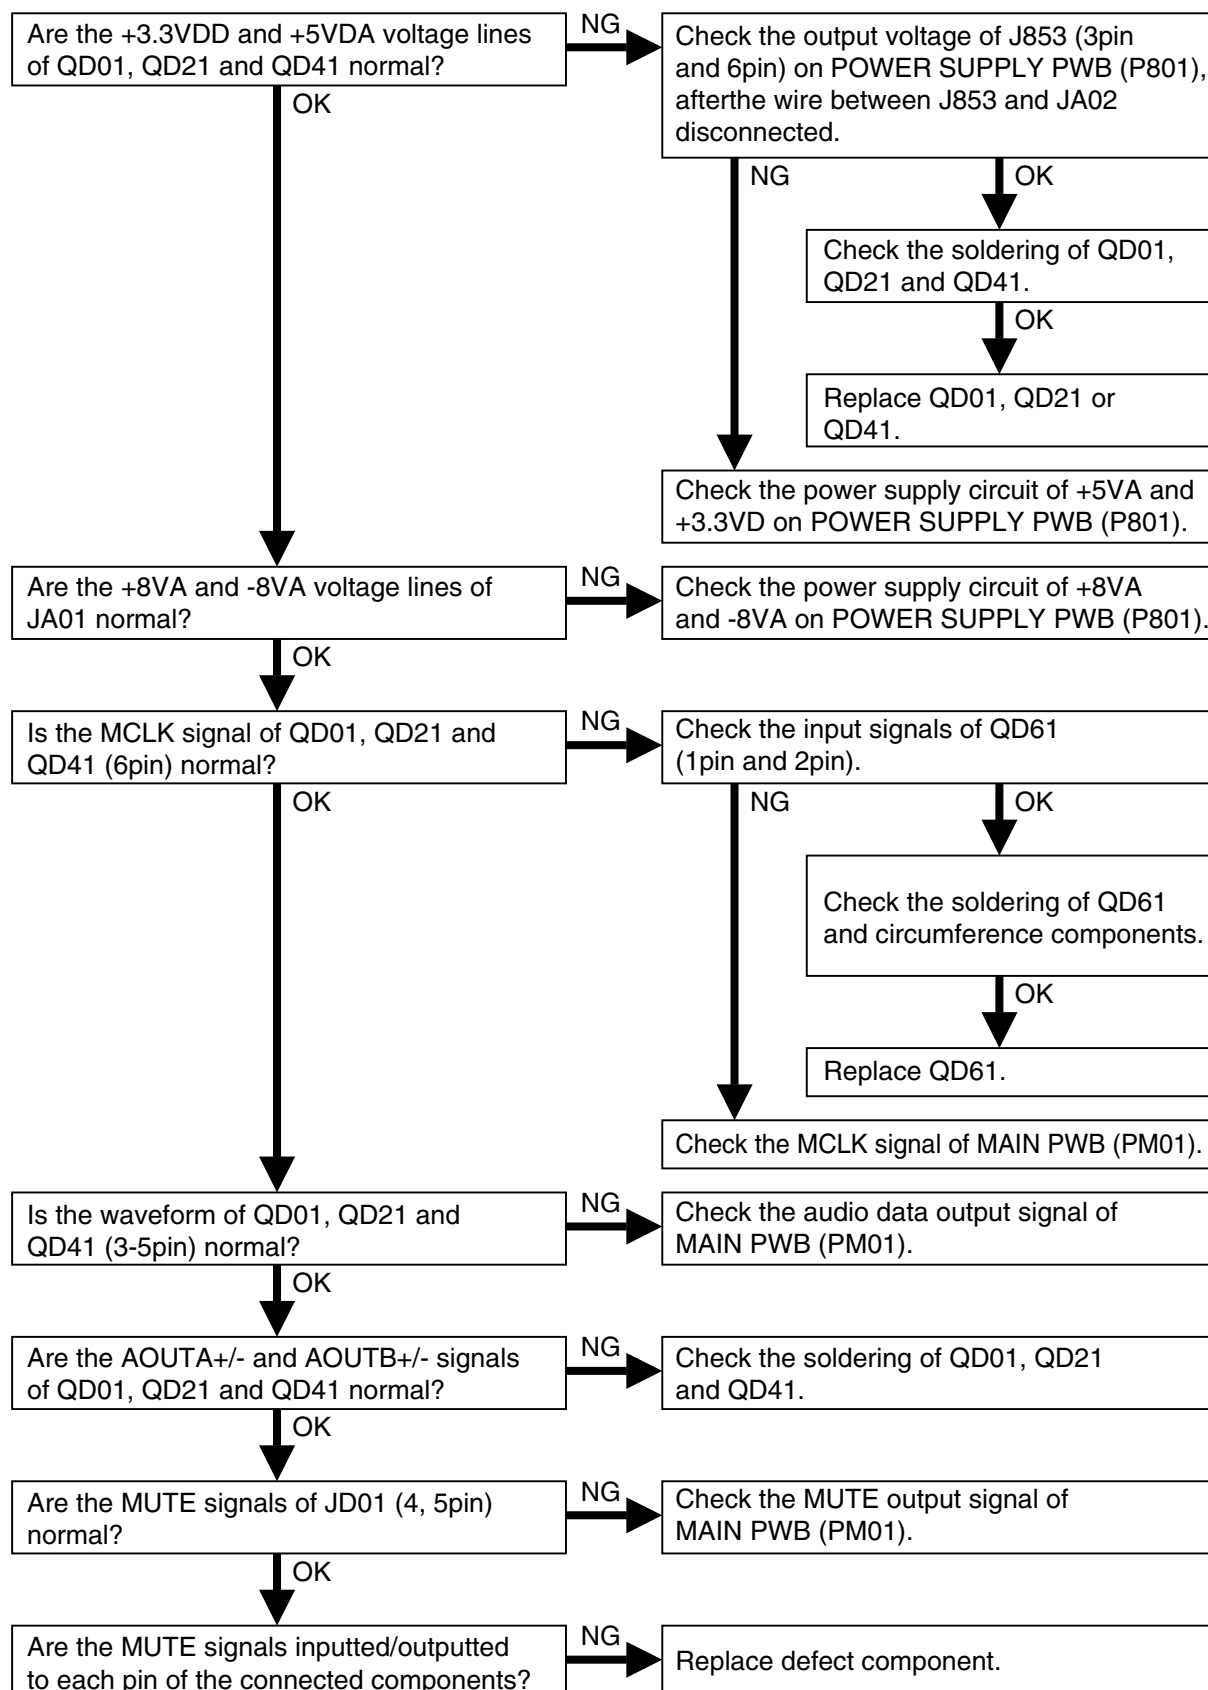 Are the +3.3VDD and +5VDA voltage lines
of QD01, QD21 and QD41 normal?
NG
Check the output voltage of J853 (3pin
and 6pin) on POWER SUPPLY PWB (P801),
afterthe wire between J853 and JA02
disconnected.
OK
NG
OK
Check the soldering of QD01,
QD21 and QD41.
OK
Replace QD01, QD21 or
QD41.
Check the power supply circuit of +5VA and
+3.3VD on POWER SUPPLY PWB (P801).
Are the +8VA and -8VA voltage lines of
JA01 normal?
NG
Check the power supply circuit of +8VA
and -8VA on POWER SUPPLY PWB (P801).
OK
Is the MCLK signal of QD01, QD21 and
QD41 (6pin) normal?
NG
Check the input signals of QD61
(1pin and 2pin).
OK
NG
OK
Check the soldering of QD61
and circumference components.
OK
Replace QD61.
Check the MCLK signal of MAIN PWB (PM01).
Is the waveform of QD01, QD21 and
QD41 (3-5pin) normal?
NG
Check the audio data output signal of
MAIN PWB (PM01).
OK
Are the AOUTA+/- and AOUTB+/- signals
of QD01, QD21 and QD41 normal?
NG
Check the soldering of QD01, QD21
and QD41.
OK
Are the MUTE signals of JD01 (4, 5pin)
normal?
NG
Check the MUTE output signal of
MAIN PWB (PM01).
OK
Are the MUTE signals inputted/outputted
to each pin of the connected components?
NG
Replace defect component.